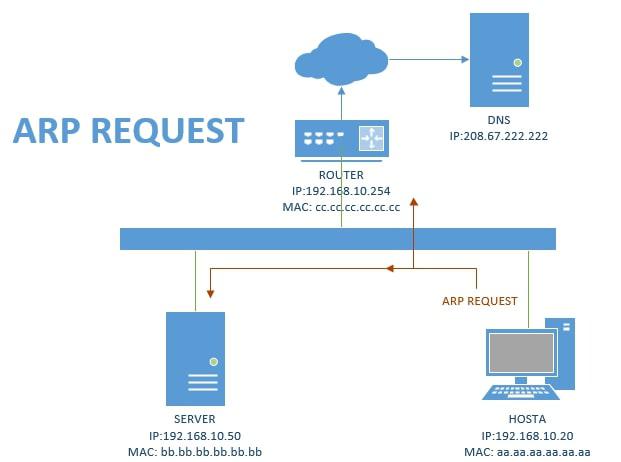 ARP REQUEST
DNS
IP:208.67.222.222
ROUTER
IP:192.168.10.254
MAC: cc.cc.cc.cc.cc.cc
ARP REQUEST
SERVER
IP:192.168.10.50
MAC: bb.bb.bb.bb.bb.bb
HOSTA
IP:192.168.10.20
MAC: aa.aa.aa.aa.aa.aa